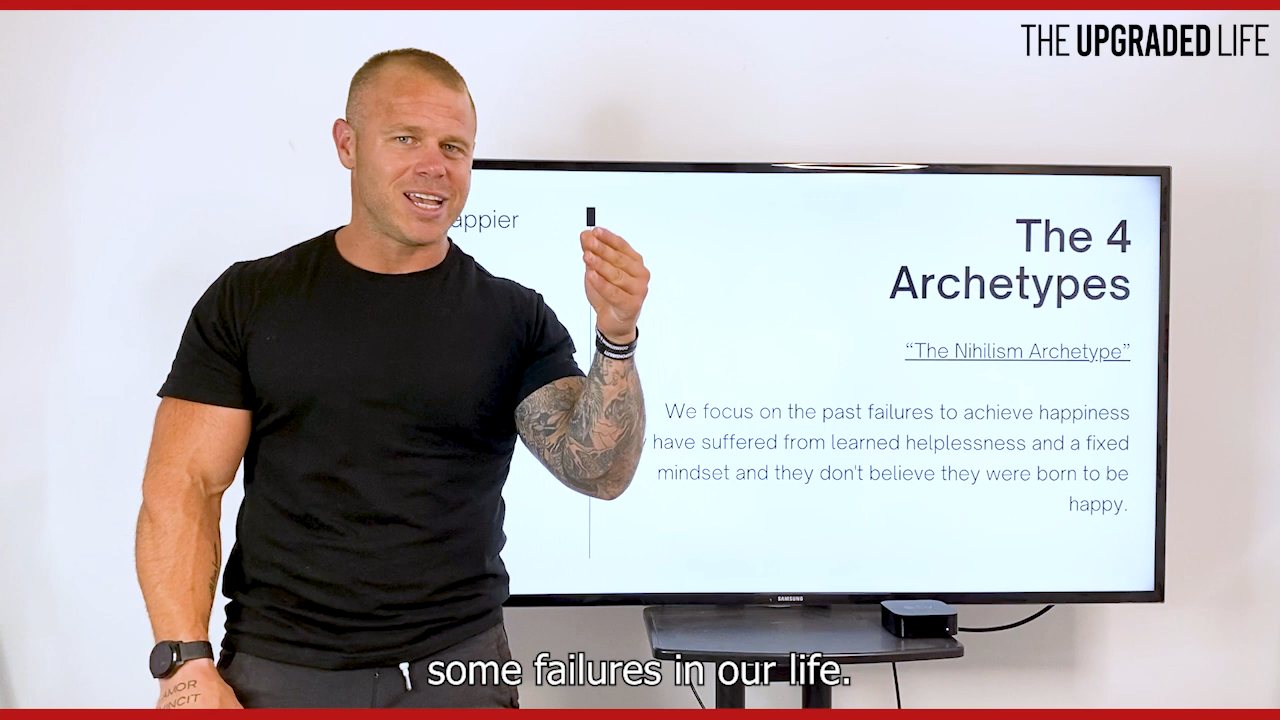 THE UPGRADED LIFE
appier
The 4
Archetypes
“The Nihilism Archetype”
We focus on the past failures to achieve happiness
have suffered from learned helplessness and a fixed
mindset and they don't believe they were born to be
happy.
SAMSUNG
AMOR
VINCIT
some failures in our life.